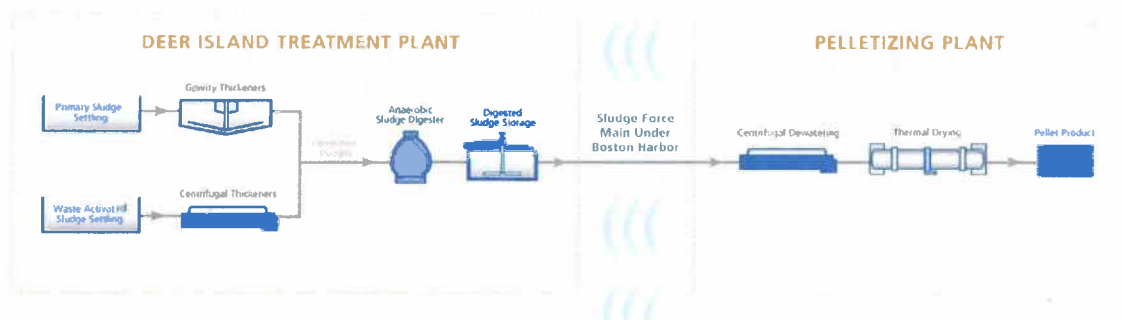 DEER ISLAND TREATMENT PLANT
PELLETIZING PLANT
Gravity Thickeners
Primary Sludge
Settling
Anaerobic
Sludge Digester
Digested
Sludge Storage
Sludge Force
Main Under
Boston Harbor
Centrifugal Dewatering
Thermal Drying
Pellet Product
Centrifugal Thickeners
Waste Activated
Sludge Settling